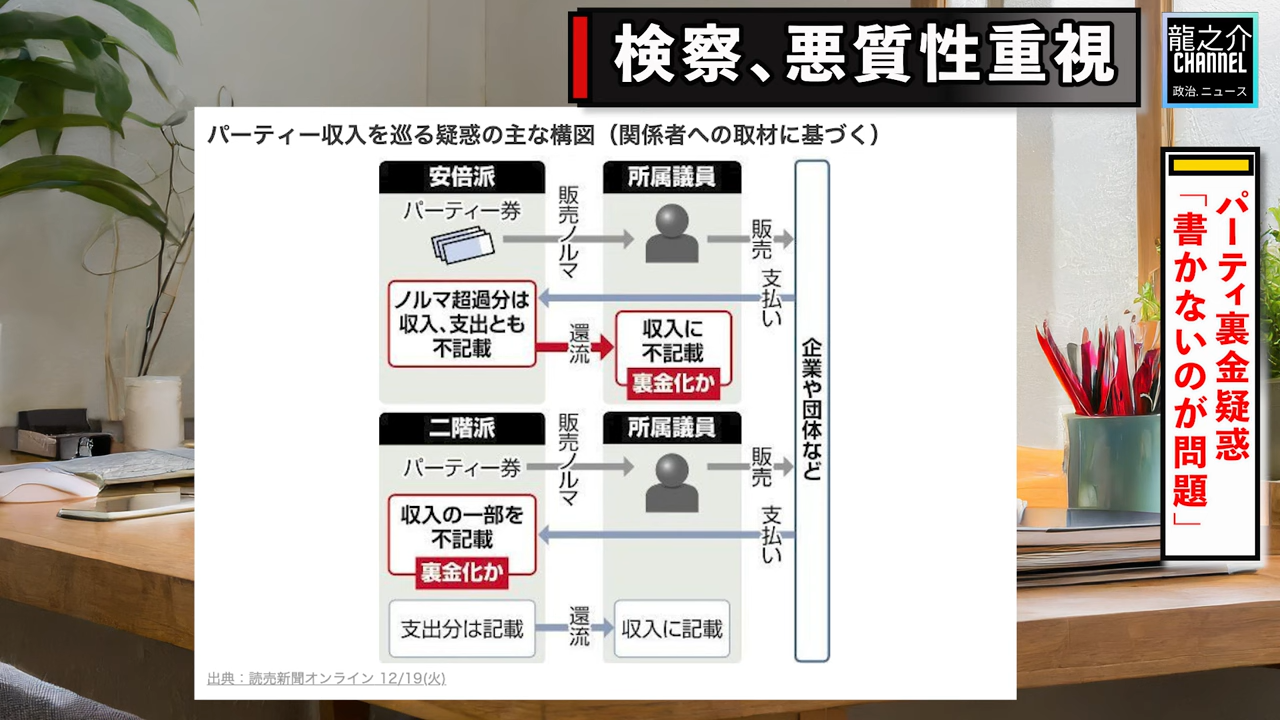 検察、悪質性重視
龍之介
CHANNEL
政治.ニュース
パーティ裏金疑惑
「書かないのが問題」
パーティー収入を巡る疑惑の主な構図（関係者への取材に基づく）
安倍派
所属議員
パーティー券
販売ノルマ
販売
支払い
ノルマ超過分は
収入、支出とも
不記載
還流
収入に
不記載
裏金化か
企業や団体など
二階派
所属議員
パーティー券
販売ノルマ
販売
支払い
収入の一部を
不記載
裏金化か
支出分は記載
還流
収入に記載
出典：読売新聞オンライン 12/19(火)